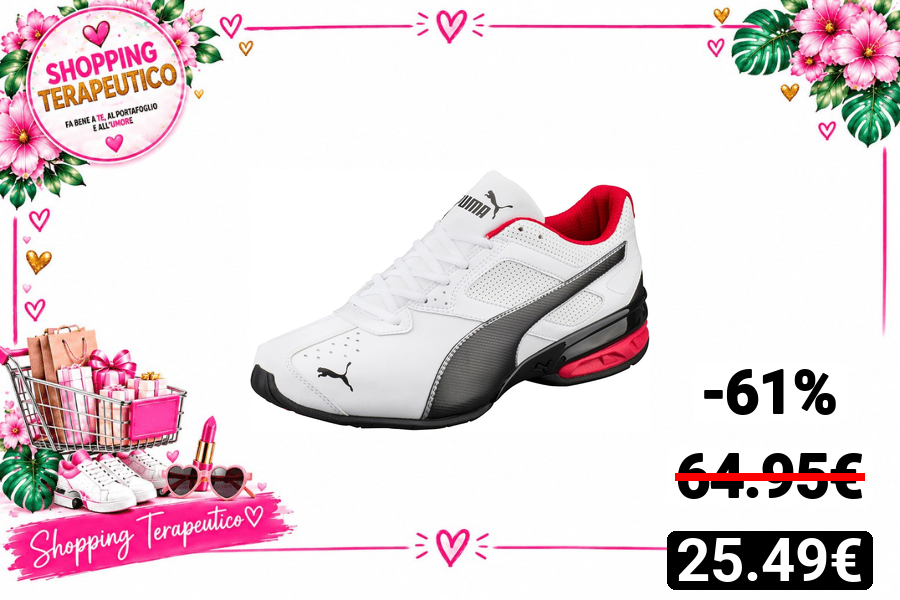 SHOPPING
TERAPEUTICO
FA BENE A TE, AL PORTAFOGLIO
E ALL'UMORE
PUMA
-61%
64.95€
25.49€
Shopping Terapeutico